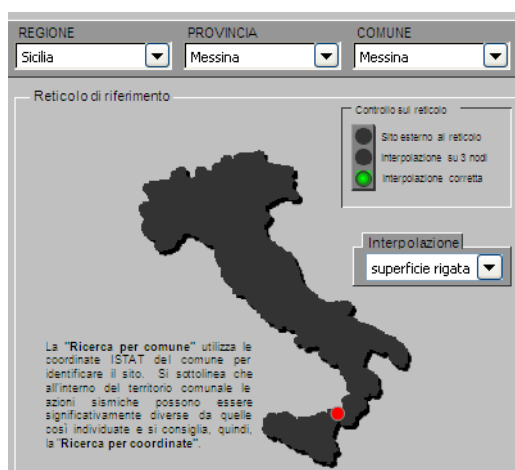 REGIONE PROVINCIA COMUNE
Sicilia Messina Messina
Reticolo di riferimento
Controllo sul reticolo
Sito esterno al reticolo
Interpolazione su 3 nodi
Interpolazione corretta
Interpolazione
superficie rigata
La "Ricerca per comune" utilizza le
coordinate ISTAT del comune per
identificare il sito. Si sottolinea che
all'interno del territorio comunale le
azioni sismiche possono essere
significativamente diverse da quelle
così individuate e si consiglia, quindi,
la "Ricerca per coordinate".